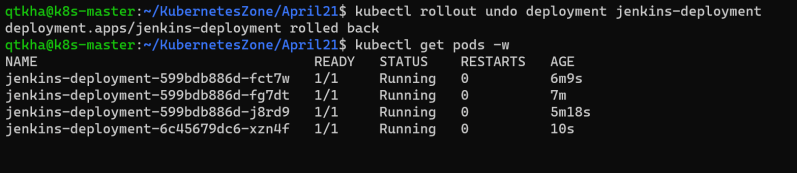 qtkha@k8s-master:~/KubernetesZone/April21$ kubectl rollout undo deployment jenkins-deployment
deployment.apps/jenkins-deployment rolled back
qtkha@k8s-master:~/KubernetesZone/April21$ kubectl get pods -w
NAME READY STATUS RESTARTS AGE
jenkins-deployment-599bdb886d-fct7w 1/1 Running 0 6m9s
jenkins-deployment-599bdb886d-fg7dt 1/1 Running 0 7m
jenkins-deployment-599bdb886d-j8rd9 1/1 Running 0 5m18s
jenkins-deployment-6c45679dc6-xzn4f 1/1 Running 0 10s